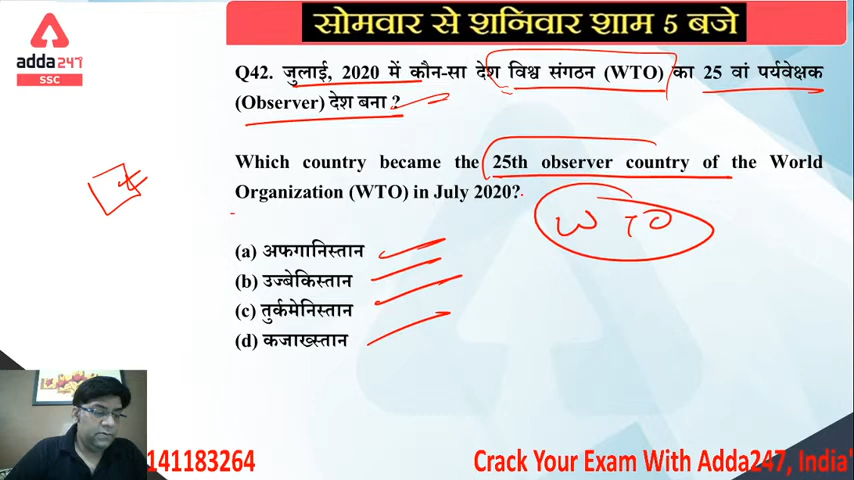 सोमवार से शनिवार शाम 5 बजे
adda247
SSC
Q42. जुलाई, 2020 में कौन-सा देश विश्व संगठन (WTO) का 25 वां पर्यवेक्षक
(Observer) देश बना ?
Which country became the 25th observer country of the World
Organization (WTO) in July 2020?
WTO
(a) अफगानिस्तान
(b) उज्बेकिस्तान
(c) तुर्कमेनिस्तान
(d) कजाख्स्तान
141183264
Crack Your Exam With Adda247, India'